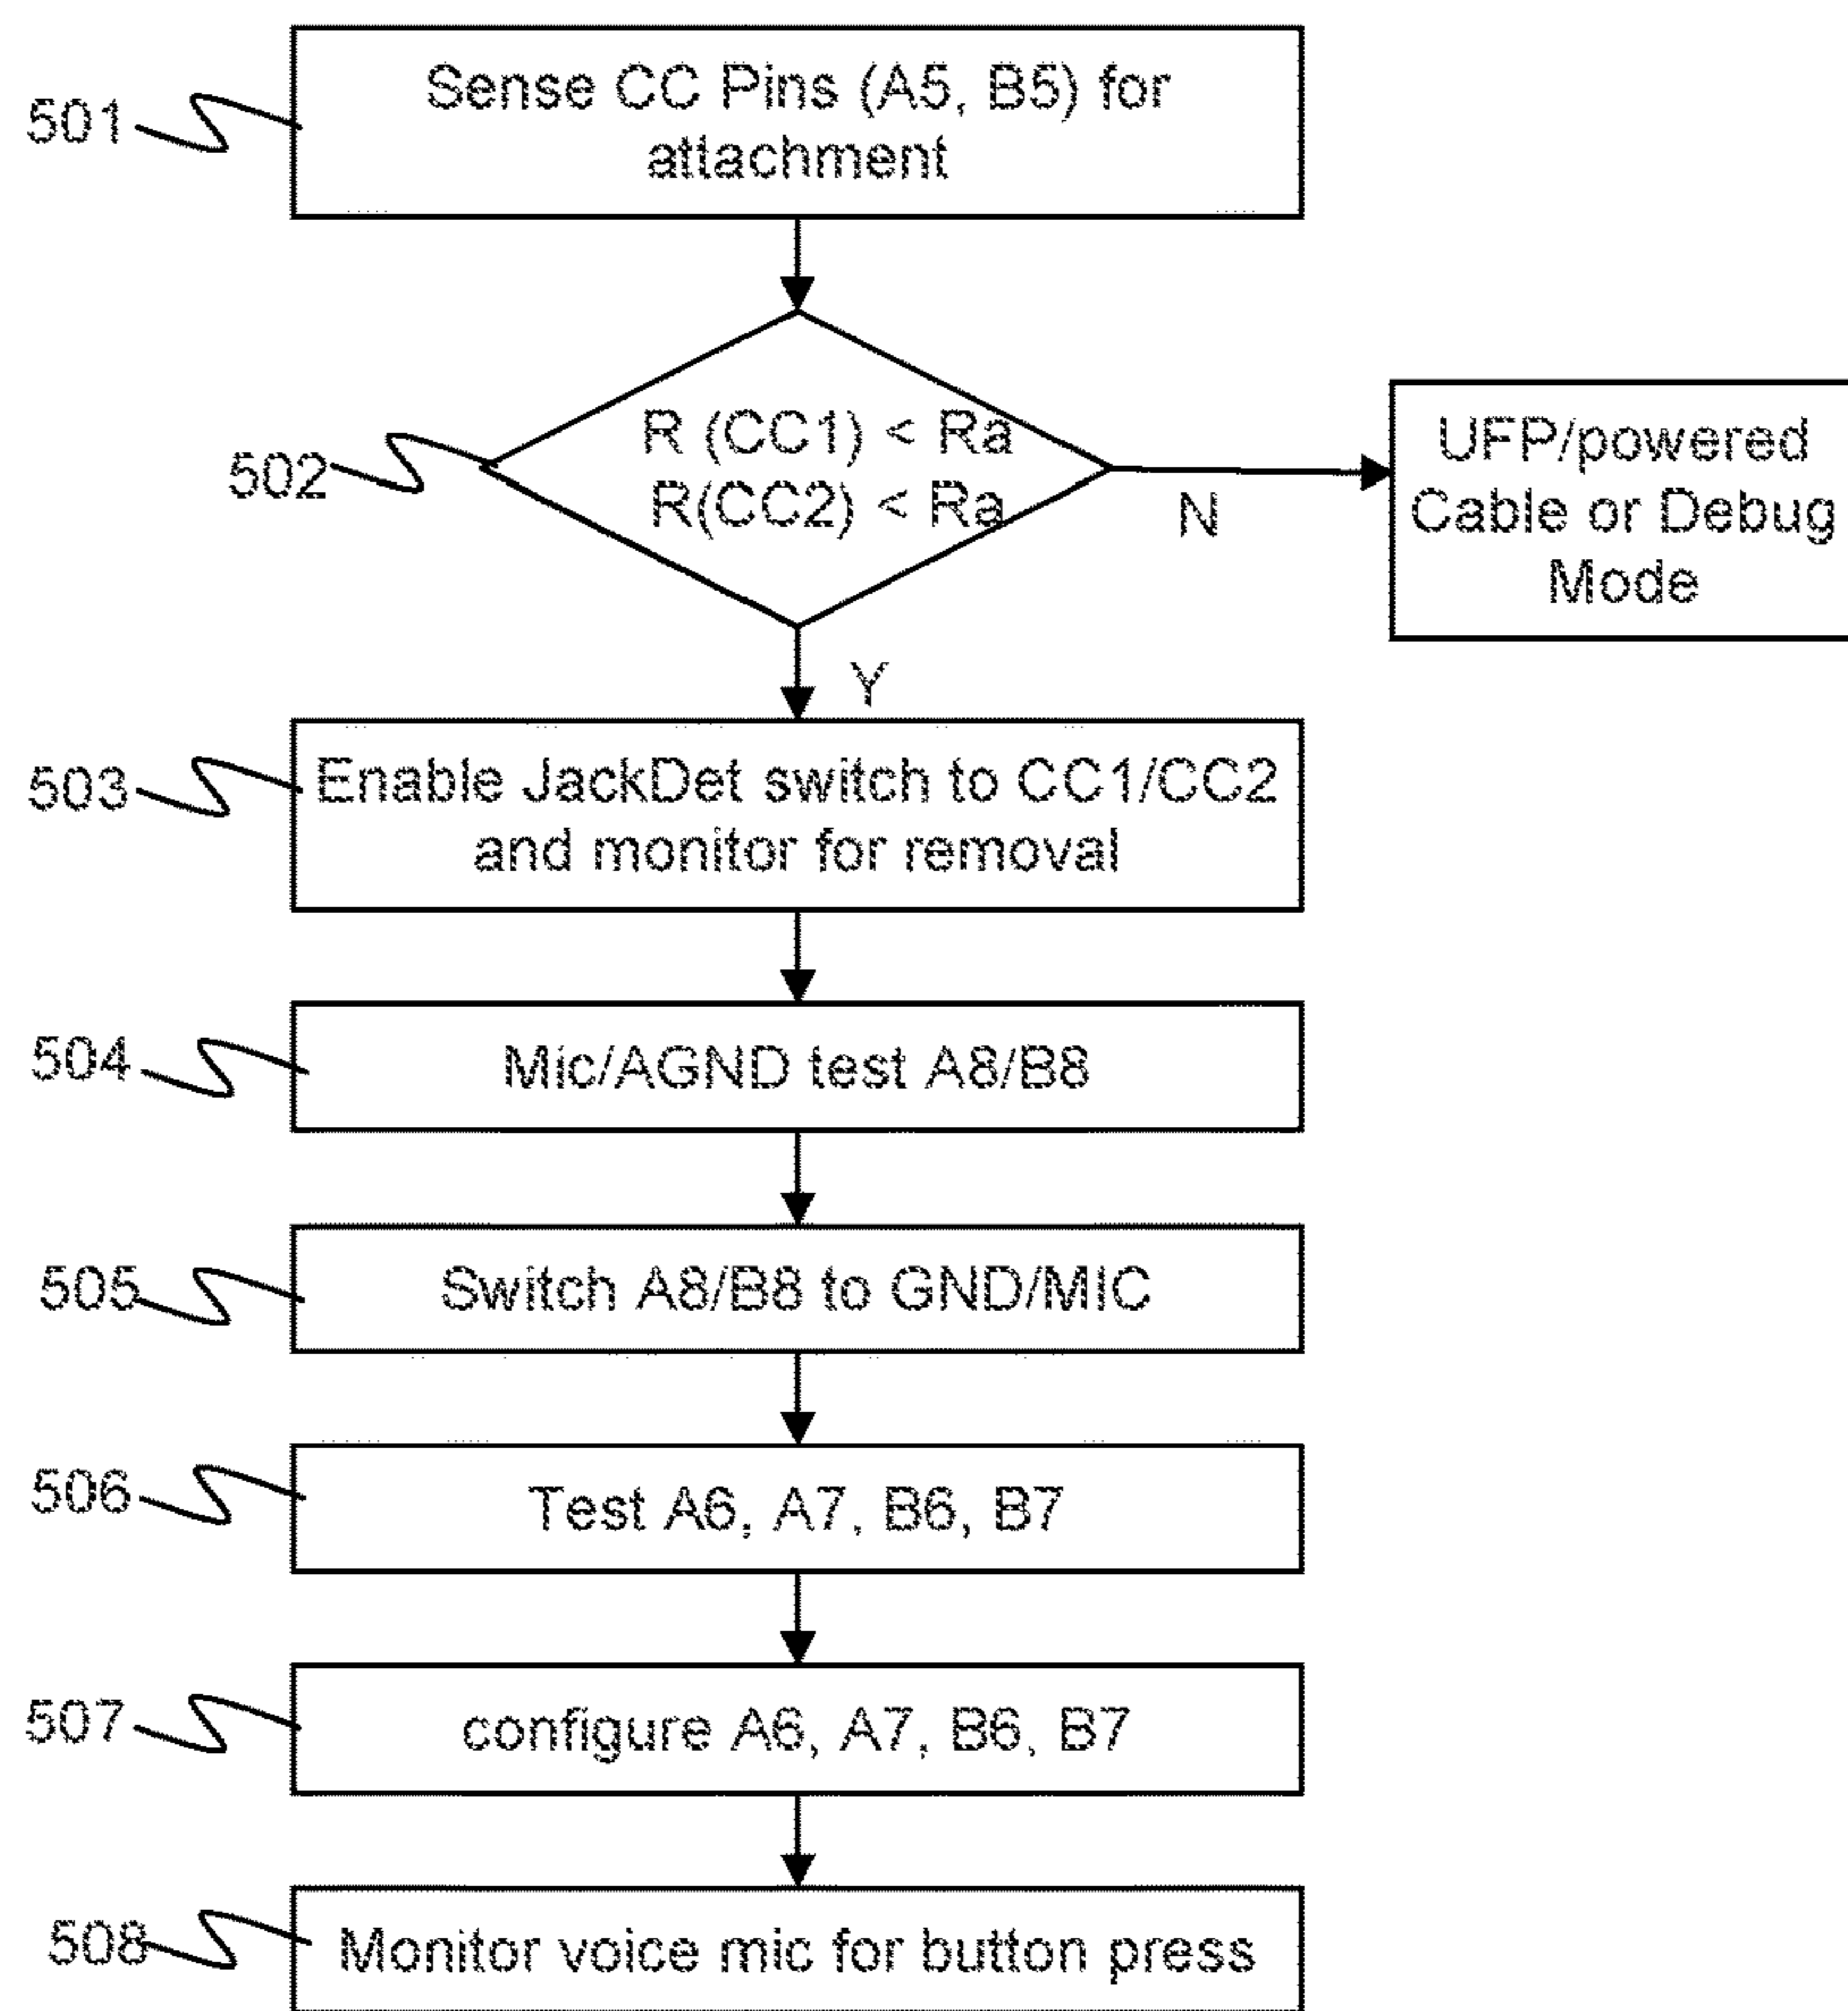 501
Sense CC Pins (A5, B5) for
attachment
502
R (CC1) < Ra
R(CC2) < Ra
N
UFP/powered
Cable or Debug
Mode
Y
503
Enable JackDet switch to CC1/CC2
and monitor for removal
504
Mic/AGND test A8/B8
505
Switch A8/B8 to GND/MIC
506
Test A6, A7, B6, B7
507
configure A6, A7, B6, B7
508
Monitor voice mic for button press